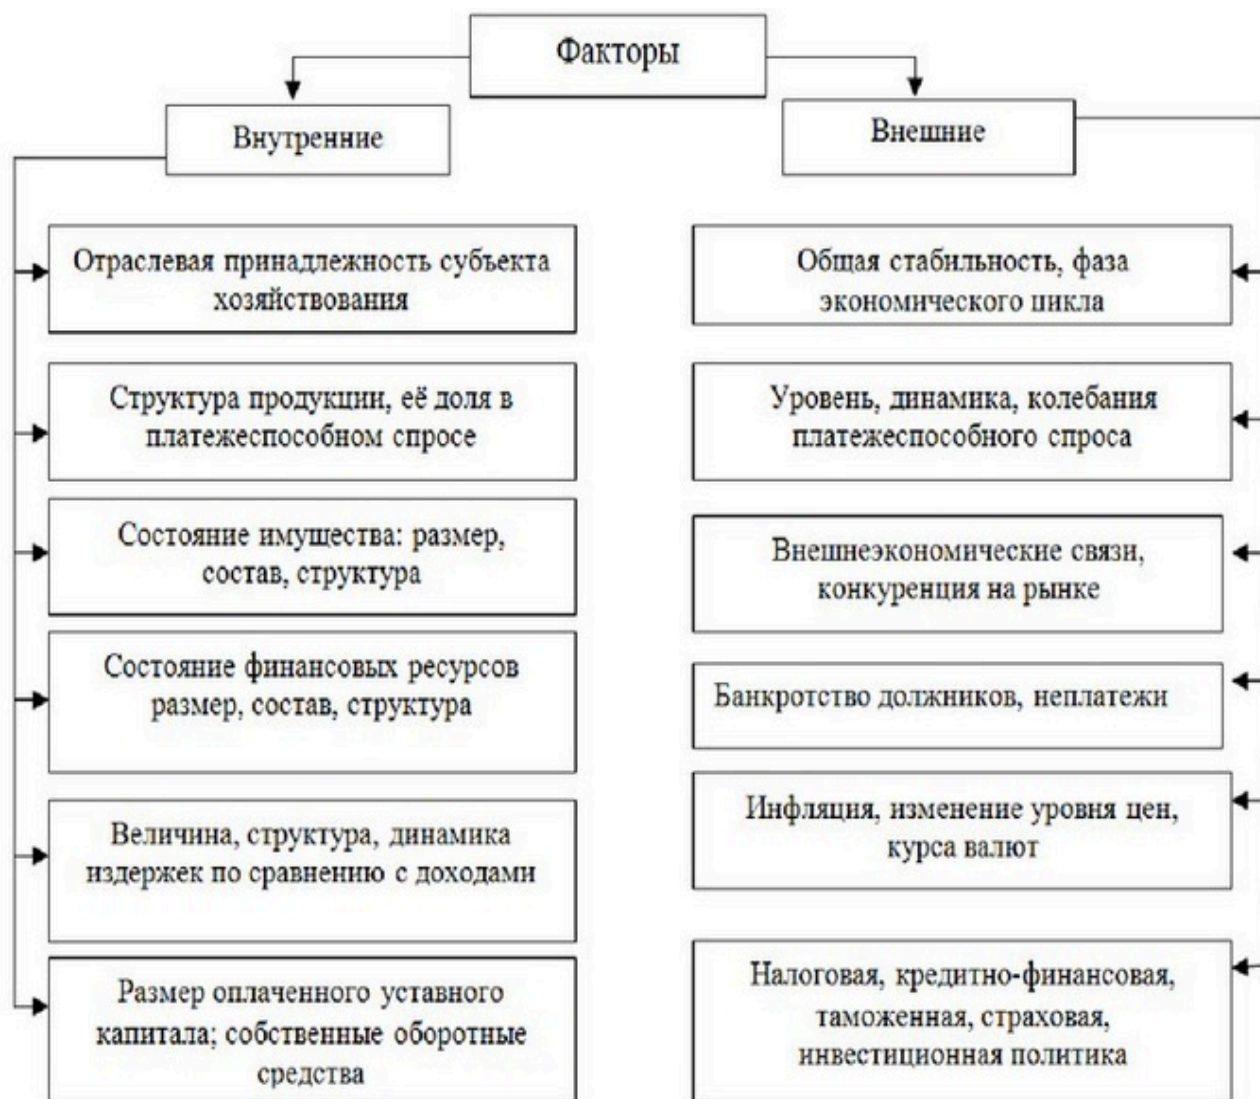 Факторы
Внутренние
Внешние
Отраслевая принадлежность субъекта
хозяйствования
Структура продукции, её доля в
платежеспособном спросе
Состояние имущества: размер,
состав, структура
Состояние финансовых ресурсов
размер, состав, структура
Величина, структура, динамика
издержек по сравнению с доходами
Размер оплаченного уставного
капитала; собственные оборотные
средства
Общая стабильность, фаза
экономического цикла
Уровень, динамика, колебания
платежеспособного спроса
Внешнеэкономические связи,
конкуренция на рынке
Банкротство должников, неплатежи
Инфляция, изменение уровня цен,
курса валют
Налоговая, кредитно-финансовая,
таможенная, страховая,
инвестиционная политика